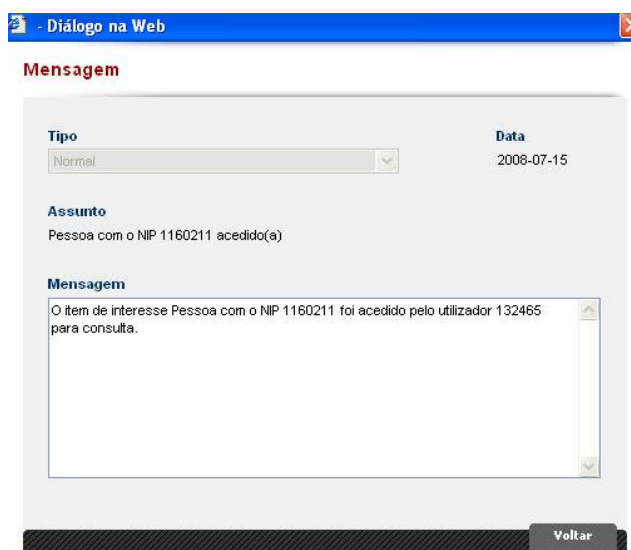 - Diálogo na Web
Mensagem
Tipo
Data
Normal
2008-07-15
Assunto
Pessoa com o NIP 1160211 acedido(a)
Mensagem
O item de interesse Pessoa com o NIP 1160211 foi acedido pelo utilizador 132465
para consulta.
Voltar